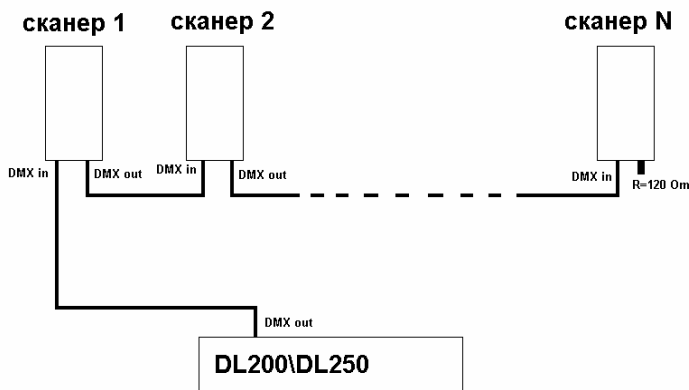 сканер 1
сканер 2
сканер N
DMX in
DMX out
DMX in
DMX out
DMX in
R=120 Om
DMX out
DL200\DL250